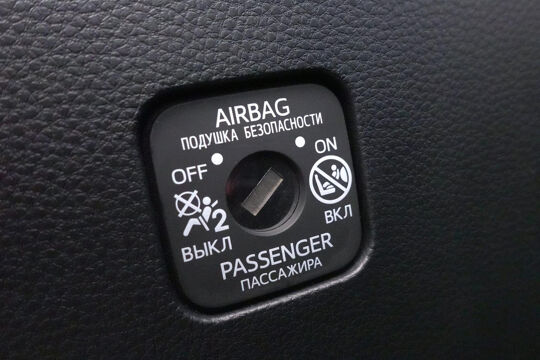 AIRBAG
ПОДУШКА БЕЗОПАСНОСТИ
OFF
ON
2
ВЫКЛ
ВКЛ
PASSENGER
ПАССАЖИРА